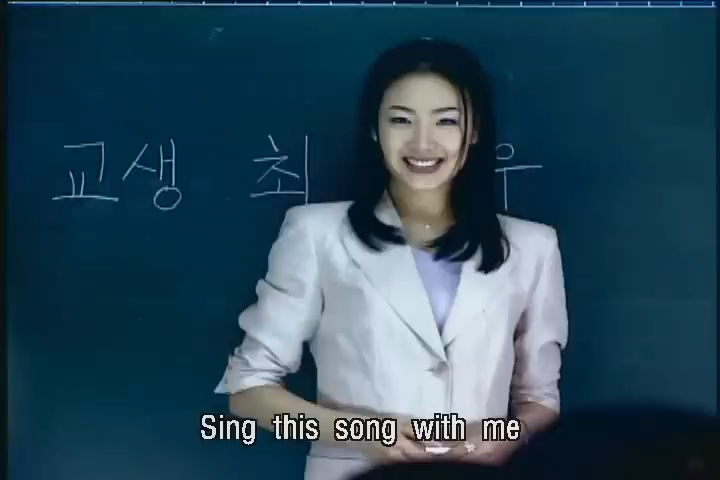 교생 최 우
Sing this song with me